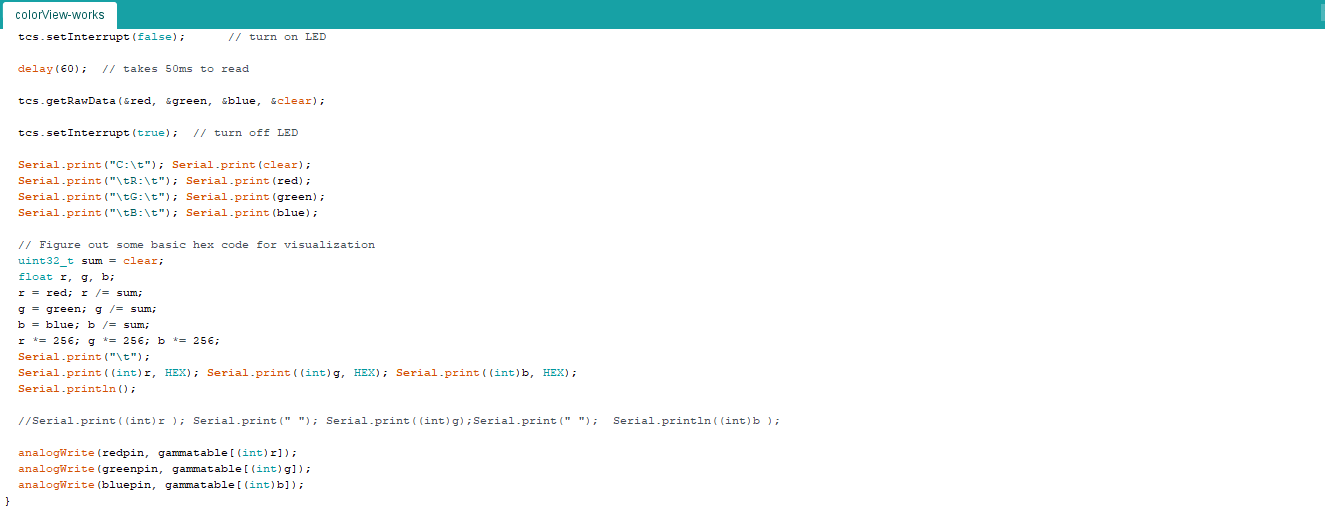 colorView-works
tcs.setInterrupt(false);      // turn on LED
delay(60);  // takes 50ms to read
tcs.getRawData(&red, &green, &blue, &clear);
tcs.setInterrupt(true);  // turn off LED
Serial.print("C:\t"); Serial.print(clear);
Serial.print("\tR:\t"); Serial.print(red);
Serial.print("\tG:\t"); Serial.print(green);
Serial.print("\tB:\t"); Serial.print(blue);
// Figure out some basic hex code for visualization
uint32_t sum = clear;
float r, g, b;
r = red; r /= sum;
g = green; g /= sum;
b = blue; b /= sum;
r *= 256; g *= 256; b *= 256;
Serial.print("\t");
Serial.print((int)r, HEX); Serial.print((int)g, HEX); Serial.print((int)b, HEX);
Serial.println();
//Serial.print((int)r ); Serial.print(" "); Serial.print((int)g);Serial.print(" ");  Serial.println((int)b );
analogWrite(redpin, gammatable[(int)r]);
analogWrite(greenpin, gammatable[(int)g]);
analogWrite(bluepin, gammatable[(int)b]);
}